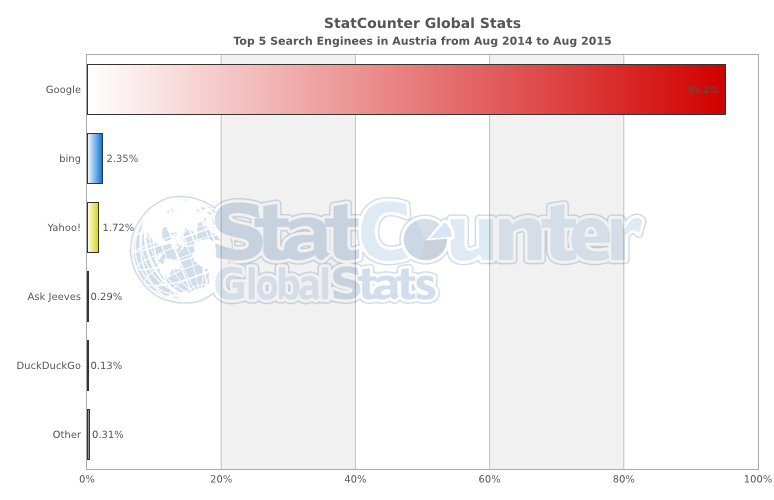 StatCounter Global Stats
Top 5 Search Enginees in Austria from Aug 2014 to Aug 2015
Google 95.2%
bing 2.35%
Yahoo! 1.72%
StatCounter
GlobalStats
Ask Jeeves 0.29%
DuckDuckGo 0.13%
Other 0.31%
0% 20% 40% 60% 80% 100%